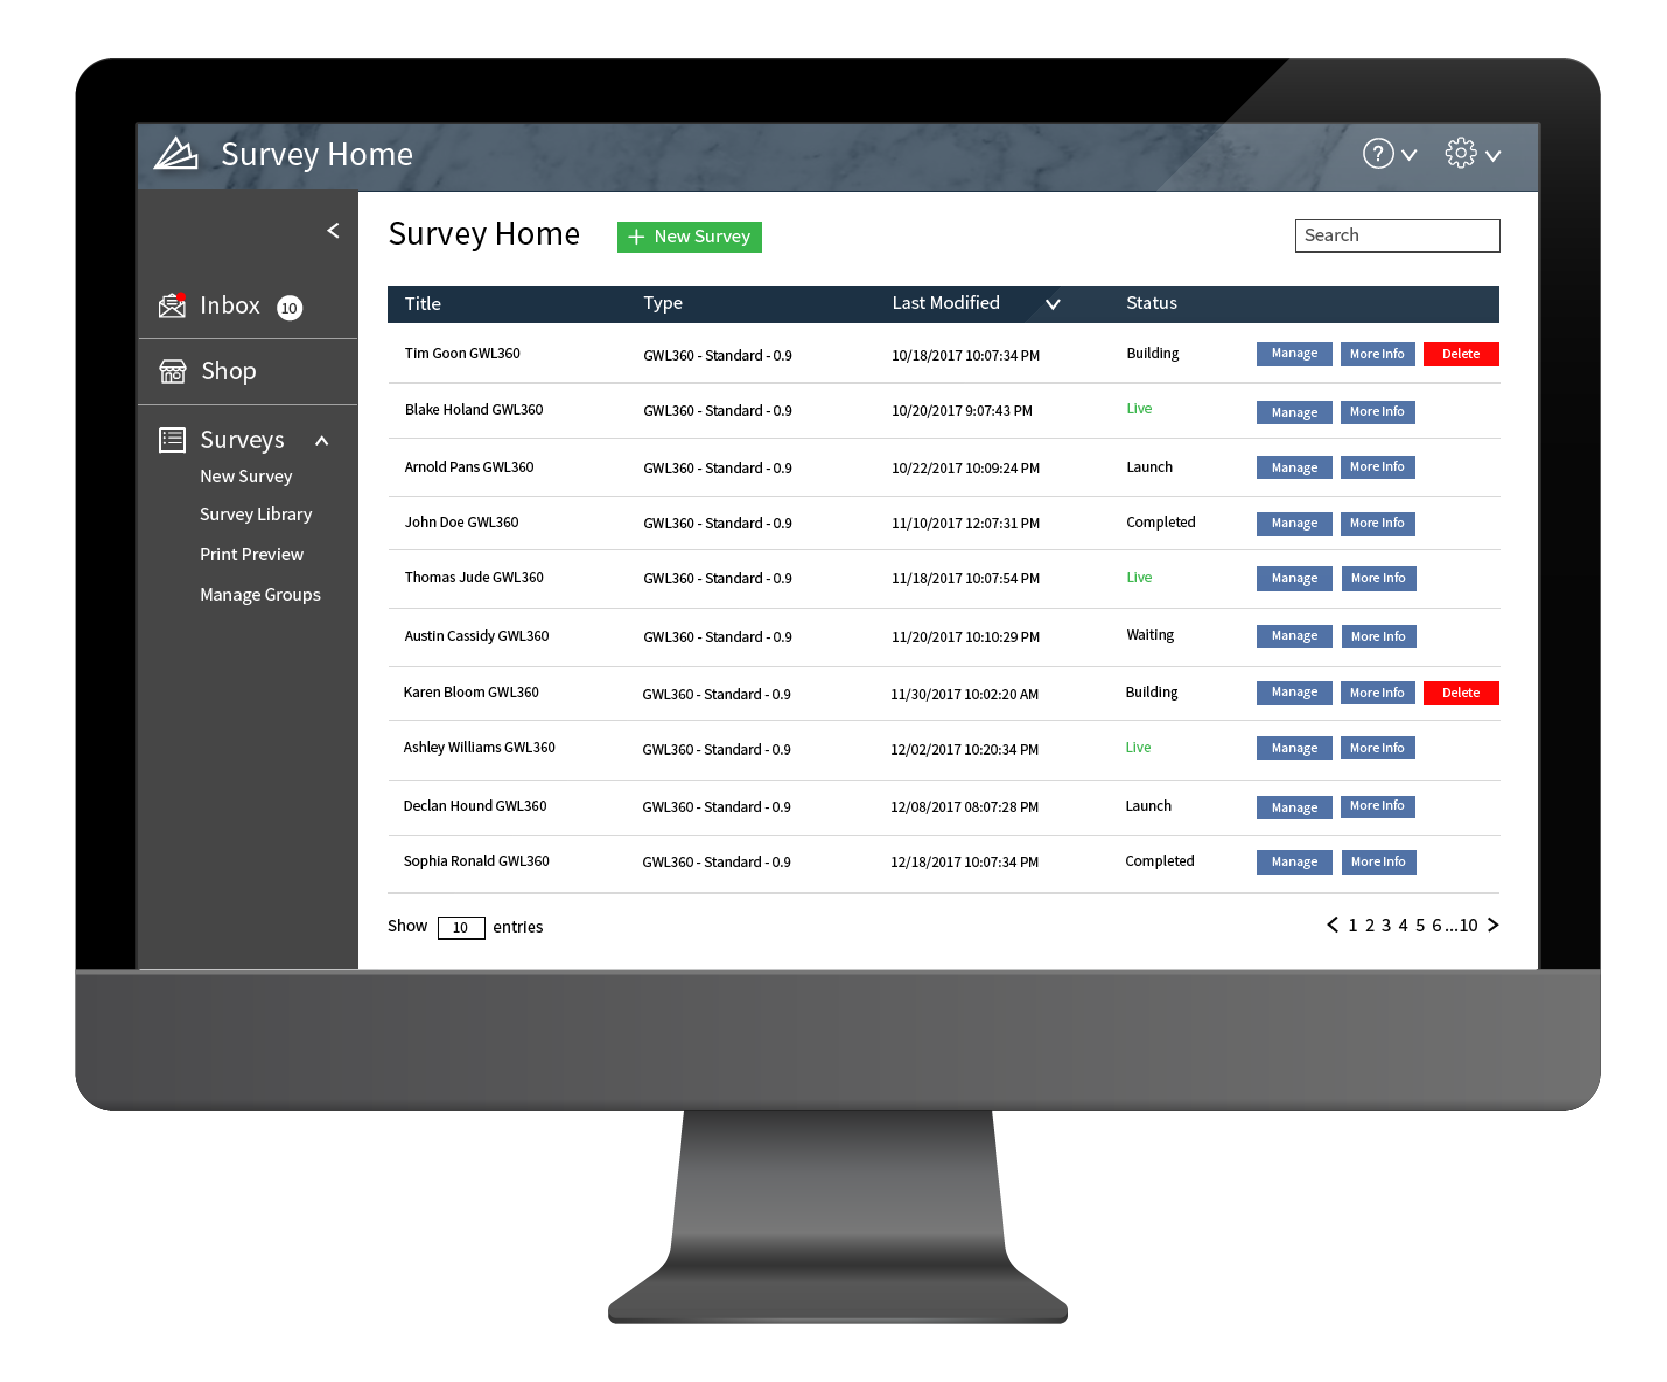 Survey Home
?
Survey Home
+ New Survey
Search
Inbox 10
Shop
Surveys
New Survey
Survey Library
Print Preview
Manage Groups
Title Type Last Modified Status
Tim Goon GWL360 GWL360 - Standard - 0.9 10/18/2017 10:07:34 PM Building Manage More Info Delete
Blake Holand GWL360 GWL360 - Standard - 0.9 10/20/2017 9:07:43 PM Live Manage More Info
Arnold Pans GWL360 GWL360 - Standard - 0.9 10/22/2017 10:09:24 PM Launch Manage More Info
John Doe GWL360 GWL360 - Standard - 0.9 11/10/2017 12:07:31 PM Completed Manage More Info
Thomas Jude GWL360 GWL360 - Standard - 0.9 11/18/2017 10:07:54 PM Live Manage More Info
Austin Cassidy GWL360 GWL360 - Standard - 0.9 11/20/2017 10:10:29 PM Waiting Manage More Info
Karen Bloom GWL360 GWL360 - Standard - 0.9 11/30/2017 10:02:20 AM Building Manage More Info Delete
Ashley Williams GWL360 GWL360 - Standard - 0.9 12/02/2017 10:20:34 PM Live Manage More Info
Declan Hound GWL360 GWL360 - Standard - 0.9 12/08/2017 08:07:28 PM Launch Manage More Info
Sophia Ronald GWL360 GWL360 - Standard - 0.9 12/18/2017 10:07:34 PM Completed Manage More Info
Show 10 entries
< 1 2 3 4 5 6 ...10 >